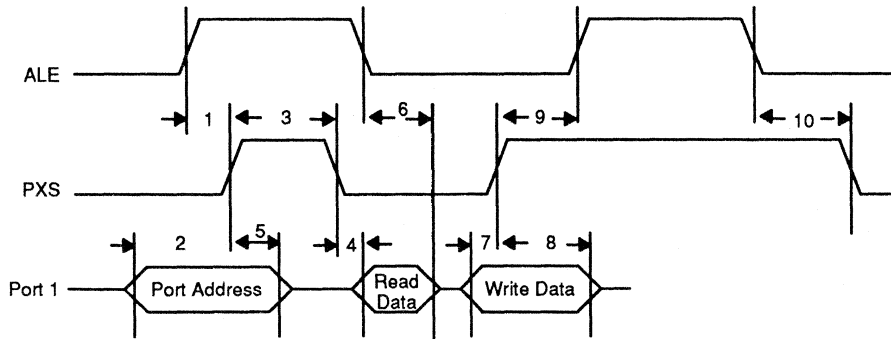 ALE
1
3
6
9
10
PXS
2
5
4
7
8
Port 1
Port Address
Read
Data
Write Data